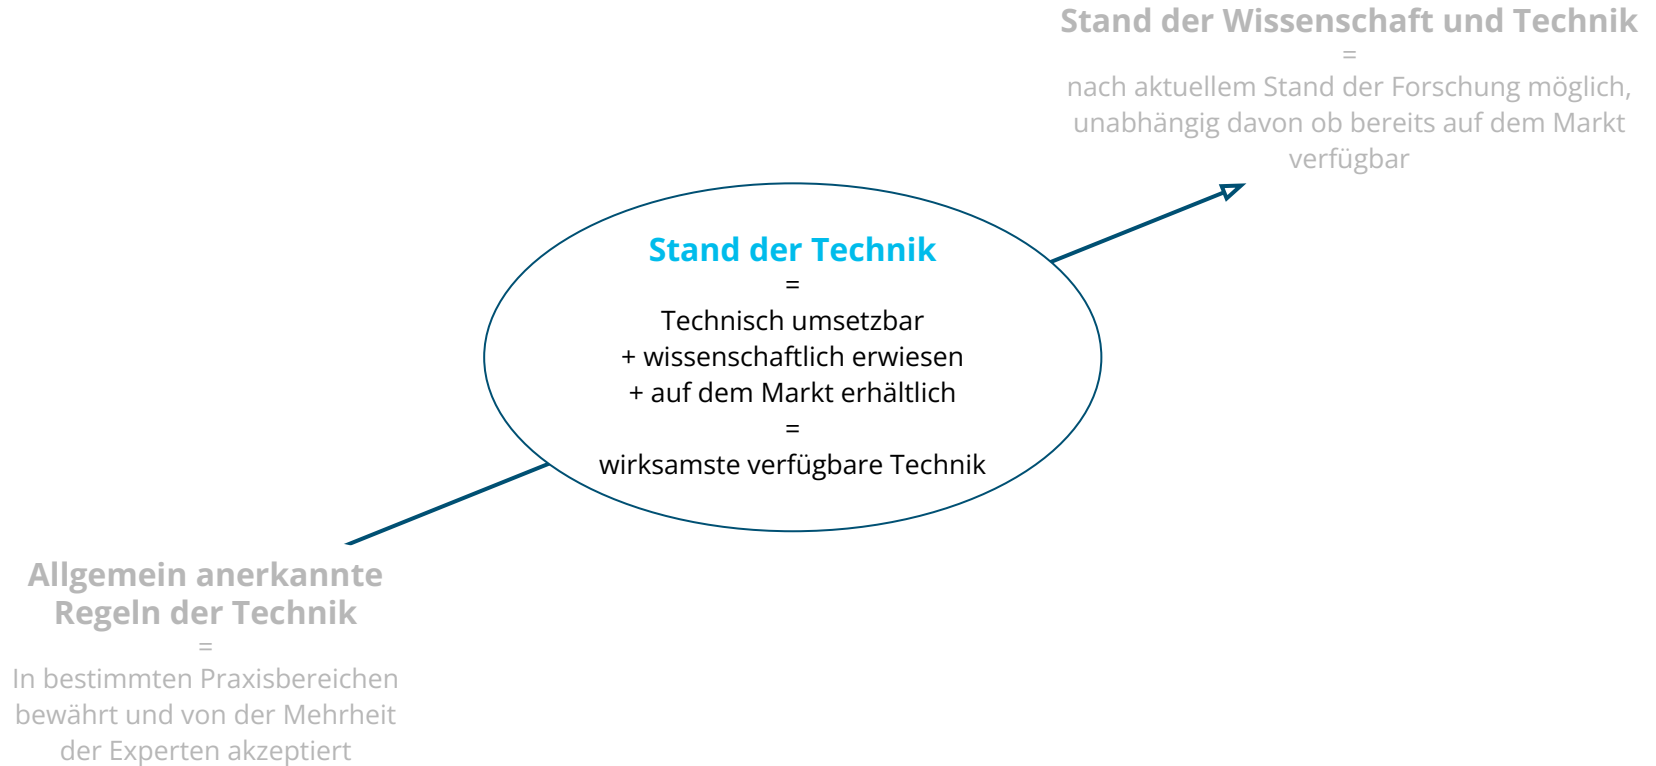 Stand der Wissenschaft und Technik
=
nach aktuellem Stand der Forschung möglich,
unabhängig davon ob bereits auf dem Markt
verfügbar
Stand der Technik
=
Technisch umsetzbar
+ wissenschaftlich erwiesen
+ auf dem Markt erhältlich
=
wirksamste verfügbare Technik
Allgemein anerkannte
Regeln der Technik
=
In bestimmten Praxisbereichen
bewährt und von der Mehrheit
der Experten akzeptiert